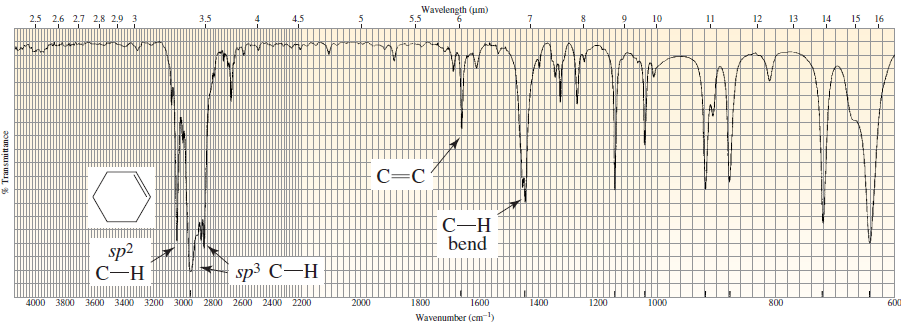 Wavelength (μm)
2.5 2.6 2.7 2.8 2.9 3 3.5 4 4.5 5 5.5 6 7 8 9 10 11 12 13 14 15 16
% Transmittance
C=C
C—H
bend
sp2
C—H
sp3 C—H
4000 3800 3600 3400 3200 3000 2800 2600 2400 2200 2000 1800 1600 1400 1200 1000 800 600
Wavenumber (cm–1)